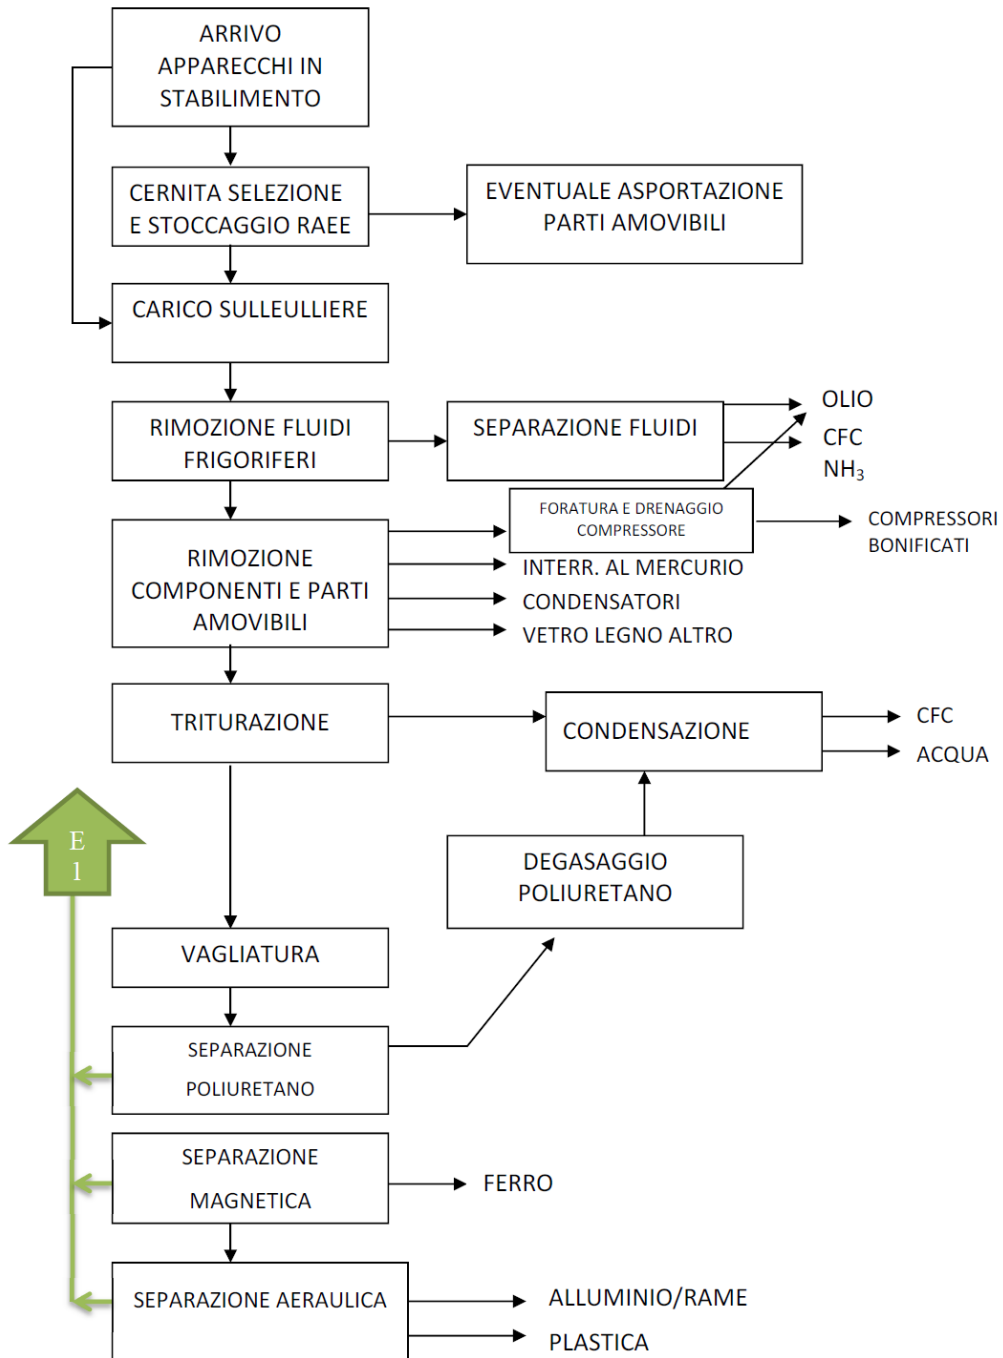 ARRIVO
APPARECCHI IN
STABILIMENTO
CERNITA SELEZIONE
E STOCCAGGIO RAEE
EVENTUALE ASPORTAZIONE
PARTI AMOVIBILI
CARICO SULLEULLIERE
RIMOZIONE FLUIDI
FRIGORIFERI
SEPARAZIONE FLUIDI
OLIO
CFC
NH₃
FORATURA E DRENAGGIO
COMPRESSORE
COMPRESSORI
BONIFICATI
RIMOZIONE
COMPONENTI E PARTI
AMOVIBILI
INTERR. AL MERCURIO
CONDENSATORI
VETRO LEGNO ALTRO
TRITURAZIONE
CONDENSAZIONE
CFC
ACQUA
E
1
DEGASAGGIO
POLIURETANO
VAGLIATURA
SEPARAZIONE
POLIURETANO
SEPARAZIONE
MAGNETICA
FERRO
SEPARAZIONE AERAULICA
ALLUMINIO/RAME
PLASTICA